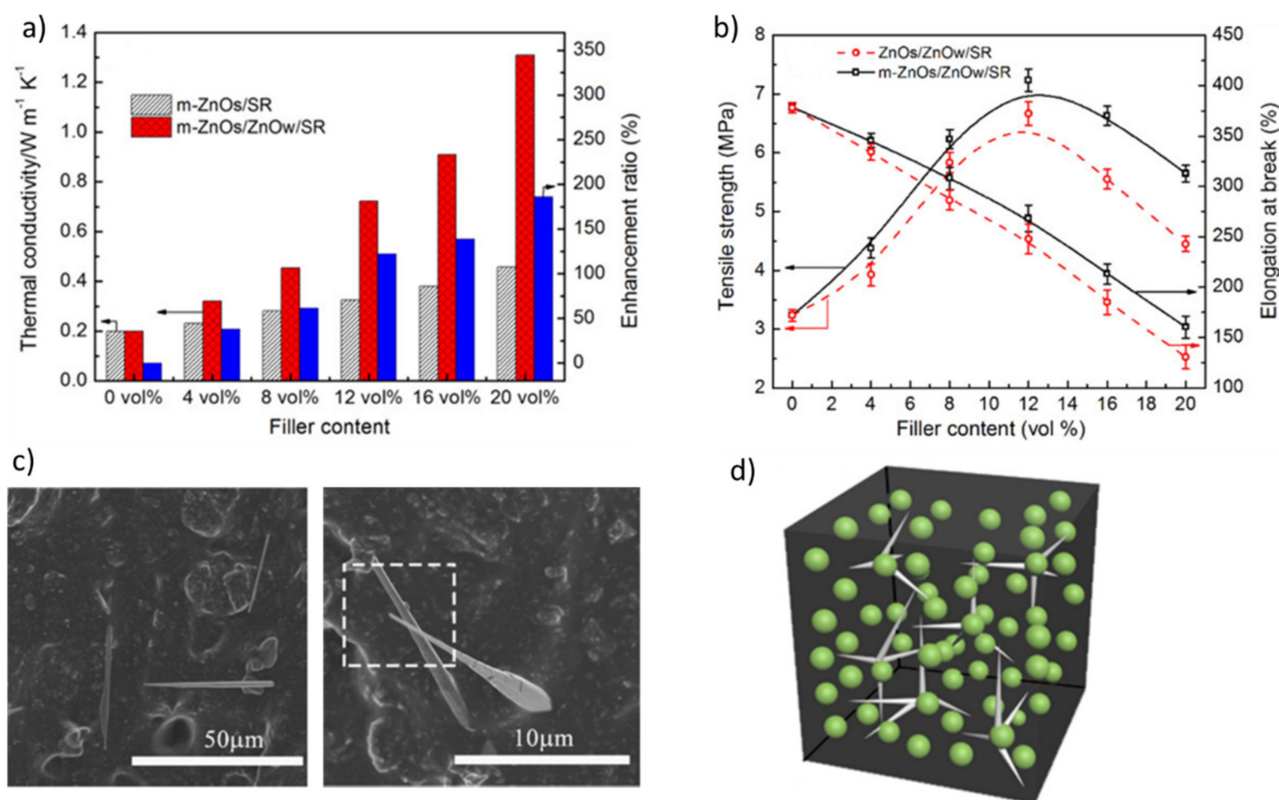 a)
1.4
1.2
1.0
0.8
0.6
0.4
0.2
0.0
Thermal conductivity/W m⁻¹ K⁻¹
m-ZnOs/SR
m-ZnOs/ZnOw/SR
350
300
250
200
150
100
50
0
Enhancement ratio (%)
0 vol% 4 vol% 8 vol% 12 vol% 16 vol% 20 vol%
Filler content
b)
8
7
6
5
4
3
2
Tensile strength (MPa)
ZnOs/ZnOw/SR
m-ZnOs/ZnOw/SR
450
400
350
300
250
200
150
100
Elongation at break (%)
0 2 4 6 8 10 12 14 16 18 20
Filler content (vol %)
c)
50μm
10μm
d)